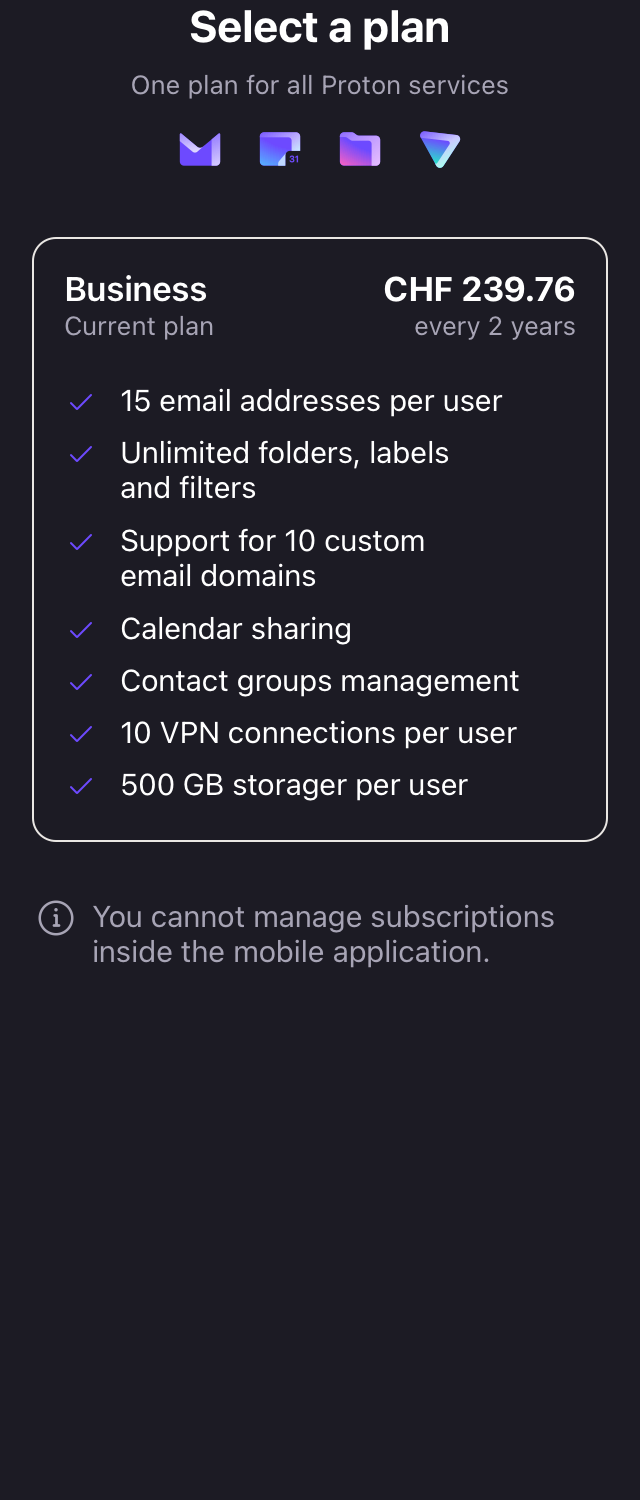 Select a plan
One plan for all Proton services
31
Business
CHF 239.76
Current plan
every 2 years
15 email addresses per user
Unlimited folders, labels
and filters
Support for 10 custom
email domains
Calendar sharing
Contact groups management
10 VPN connections per user
500 GB storager per user
You cannot manage subscriptions
inside the mobile application.